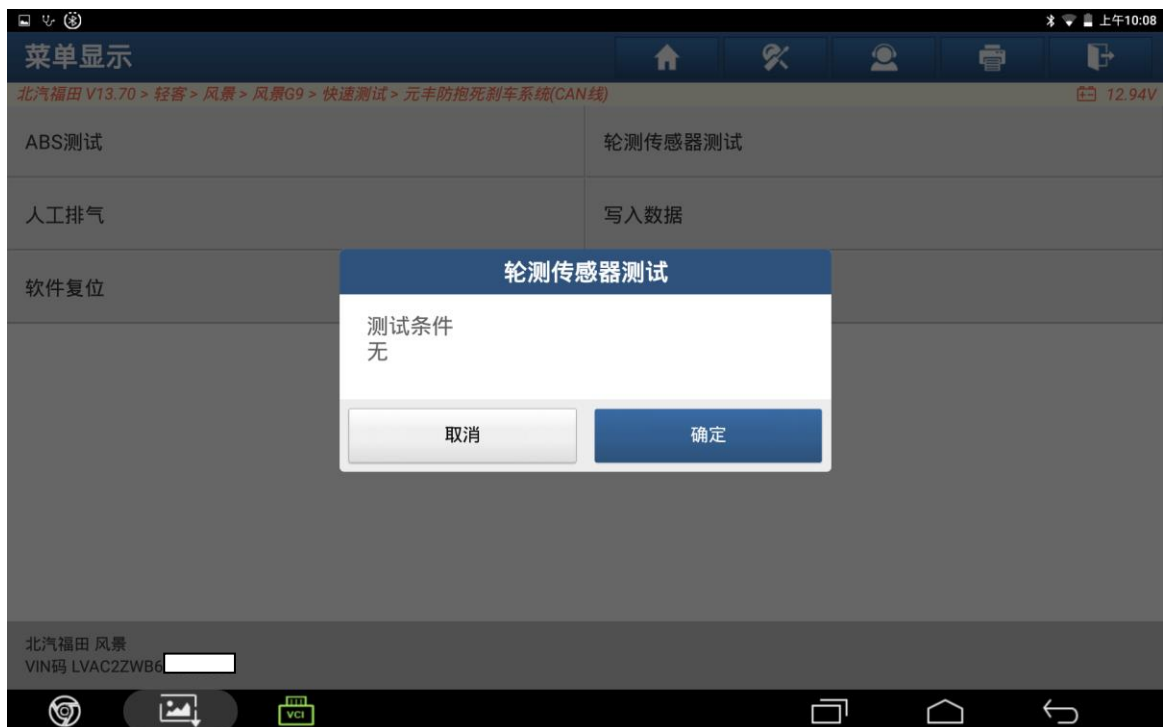 上午10:08
菜单显示
北汽福田 V13.70 > 轻客 > 风景 > 风景G9 > 快速测试 > 元丰防抱死刹车系统(CAN线)
12.94V
ABS测试
轮测传感器测试
人工排气
写入数据
软件复位
轮测传感器测试
测试条件
无
取消
确定
北汽福田 风景
VIN码 LVAC2ZWB6
VCI